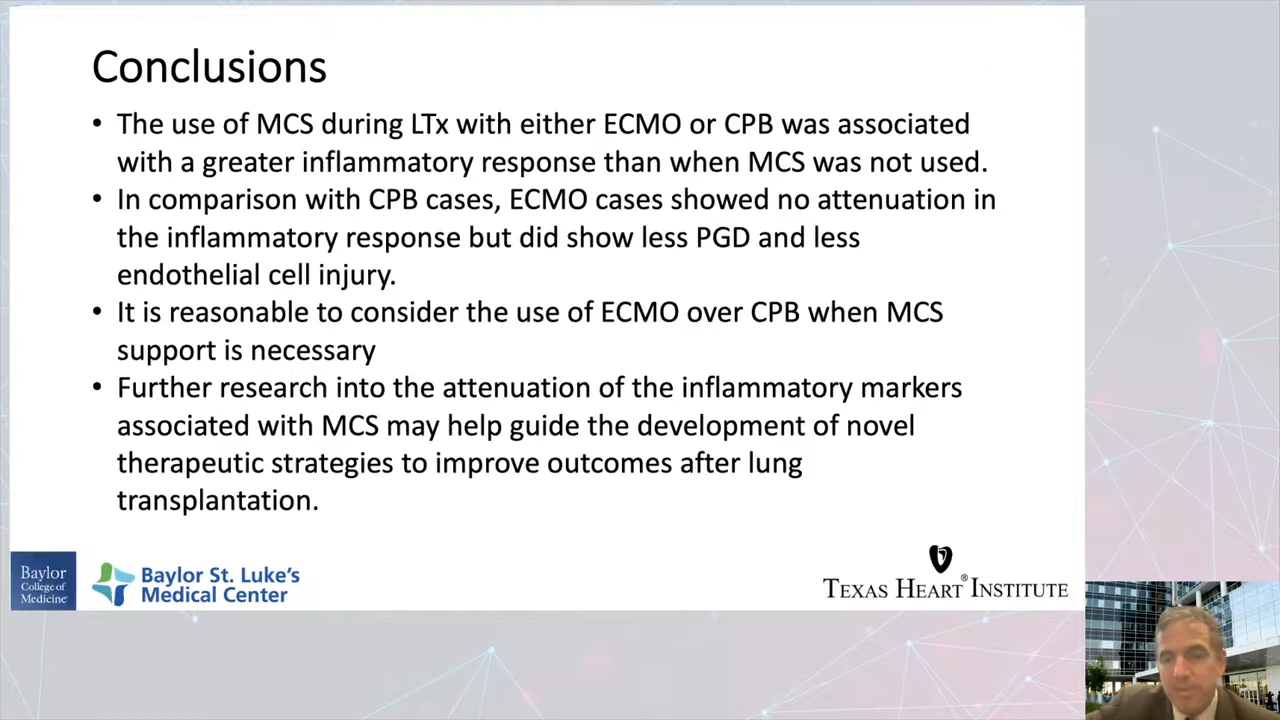 Conclusions
• The use of MCS during LTx with either ECMO or CPB was associated
with a greater inflammatory response than when MCS was not used.
• In comparison with CPB cases, ECMO cases showed no attenuation in
the inflammatory response but did show less PGD and less
endothelial cell injury.
• It is reasonable to consider the use of ECMO over CPB when MCS
support is necessary
• Further research into the attenuation of the inflammatory markers
associated with MCS may help guide the development of novel
therapeutic strategies to improve outcomes after lung
transplantation.
Baylor
College of
Medicine
Baylor St. Luke's
Medical Center
TEXAS HEART® INSTITUTE